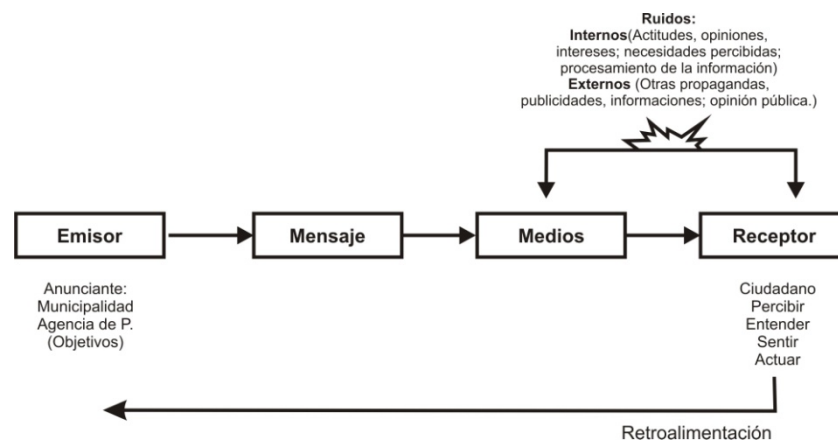 Ruidos:
Internos(Actitudes, opiniones,
intereses; necesidades percibidas;
procesamiento de la información)
Externos (Otras propagandas,
publicidades, informaciones; opinión pública.)
Emisor
Mensaje
Medios
Receptor
Anunciante:
Municipalidad
Agencia de P.
(Objetivos)
Ciudadano
Percibir
Entender
Sentir
Actuar
Retroalimentación